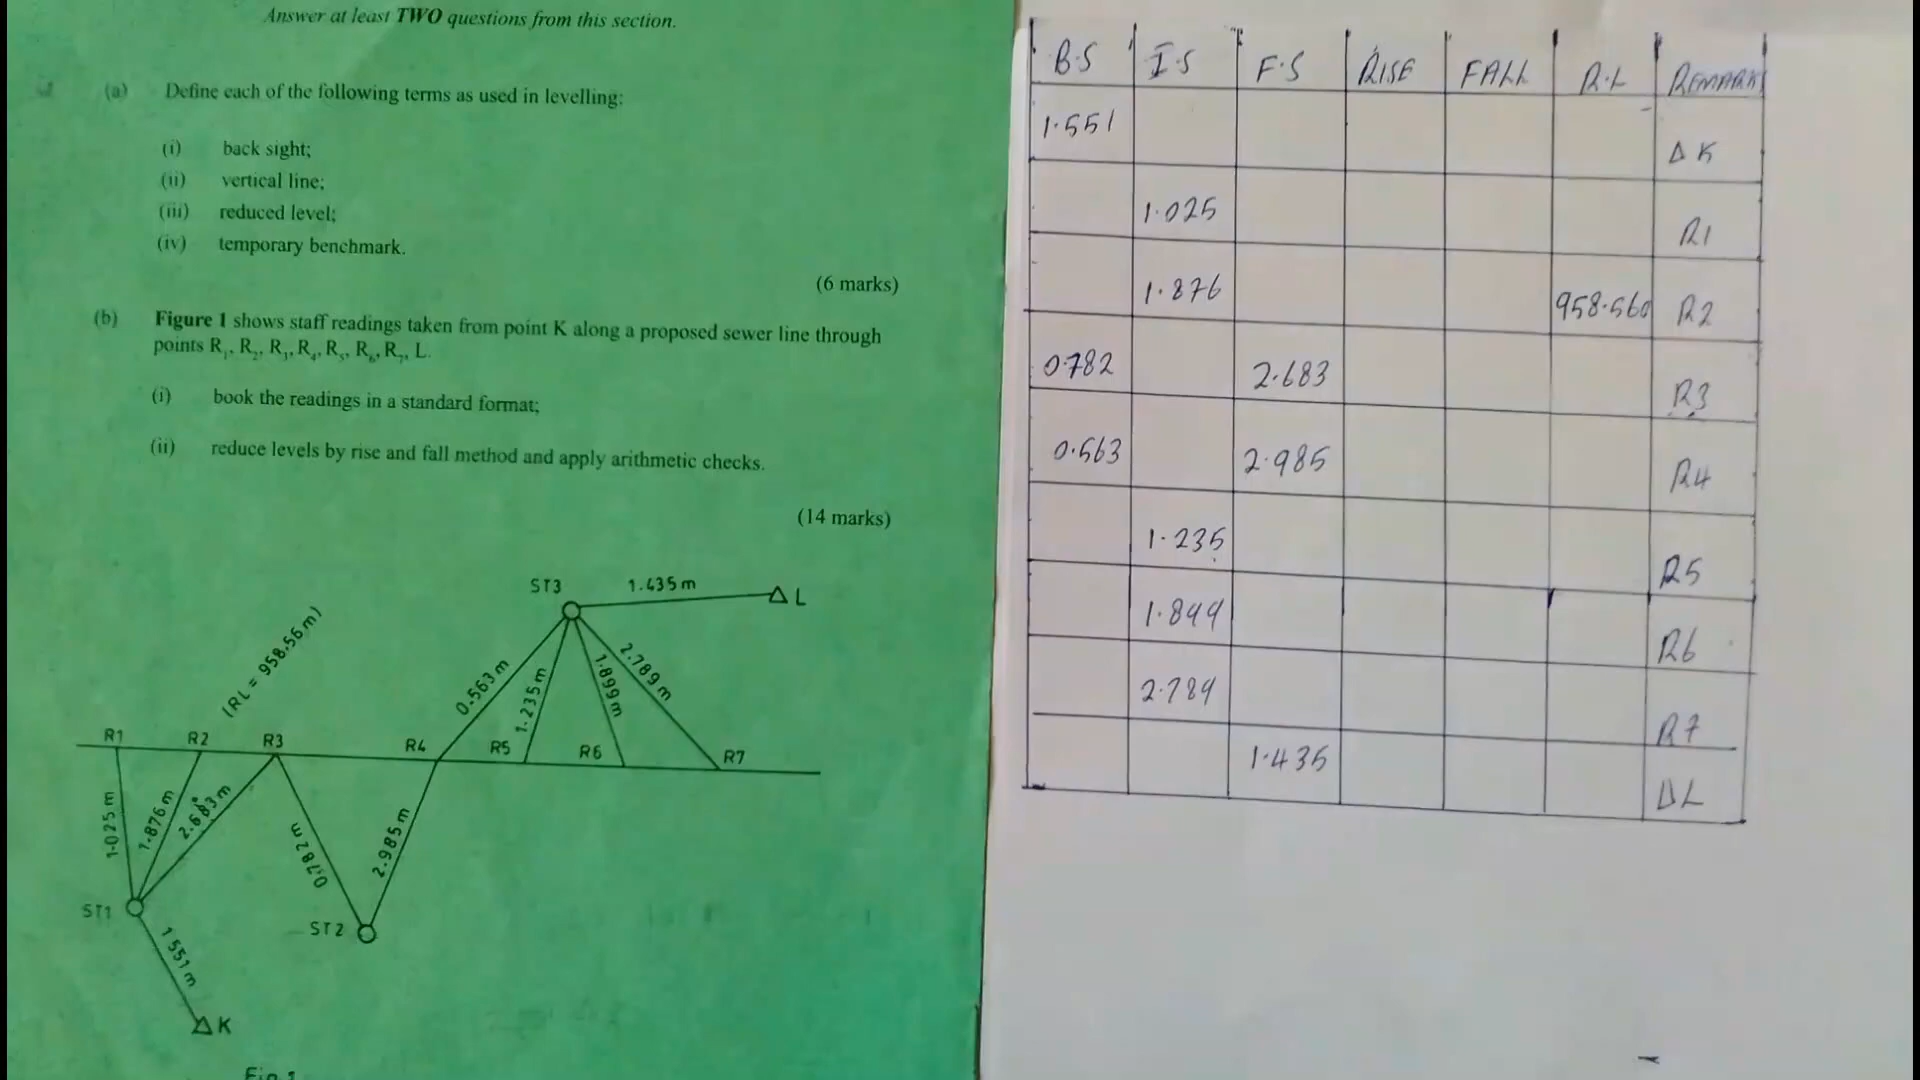 Answer at least TWO questions from this section.
(a) Define each of the following terms as used in levelling:
(i) back sight;
(ii) vertical line;
(iii) reduced level;
(iv) temporary benchmark.
(6 marks)
(b) Figure 1 shows staff readings taken from point K along a proposed sewer line through
points R₁, R₂, R₃, R₄, R₅, R₆, R₇, L.
(i) book the readings in a standard format;
(ii) reduce levels by rise and fall method and apply arithmetic checks.
(14 marks)
ST3 1.435 m Δ L
(RL = 958.56 m)
0.563 m 1.235 m 1.899 m 2.789 m
R1 R2 R3 R4 R5 R6 R7
1.025 m 1.876 m 2.683 m 0.782 m 2.985 m
ST1 ST2
1.551 m
Δ K
Fig 1
B.S I.S F.S RISE FALL R.L REMARK
1.551 Δ K
1.025 R1
1.876 958.560 R2
0.782 2.683 R3
0.563 2.985 R4
1.235 R5
1.899 R6
2.789 R7
1.435 Δ L